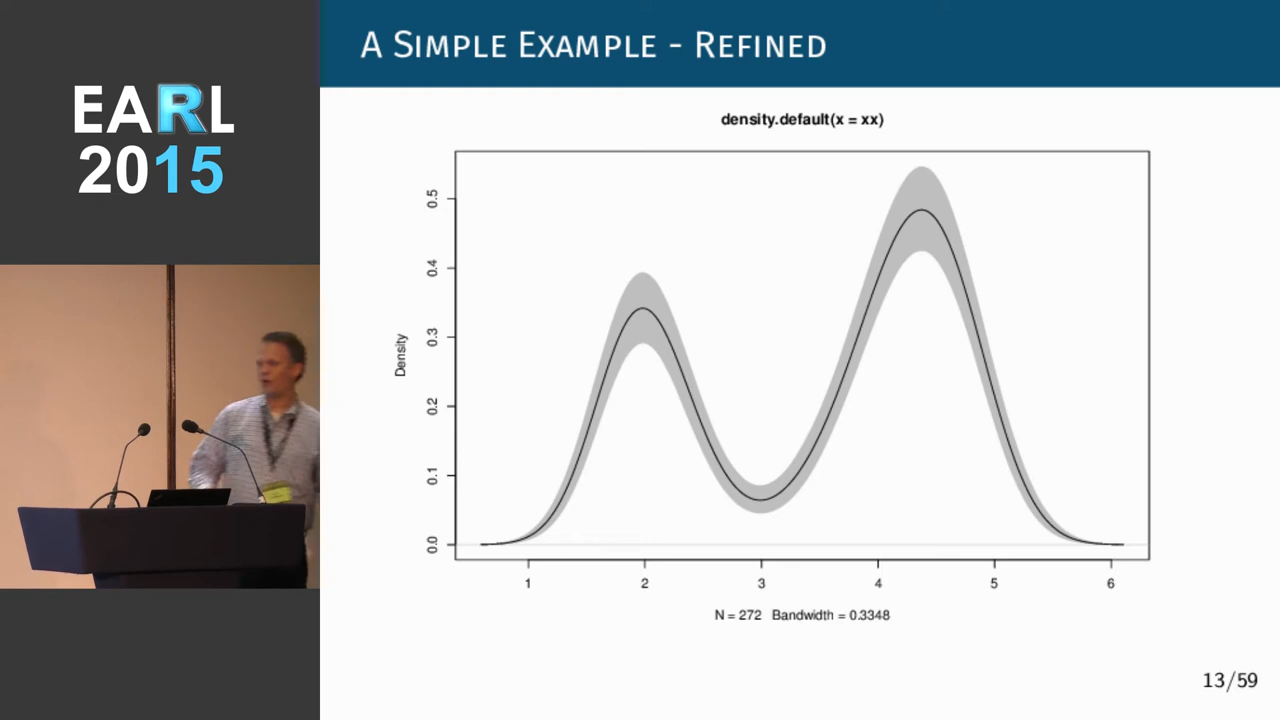 EARL
2015
A SIMPLE EXAMPLE - REFINED
density.default(x = xx)
Density
0.5
0.4
0.3
0.2
0.1
0.0
1 2 3 4 5 6
N = 272 Bandwidth = 0.3348
13/59